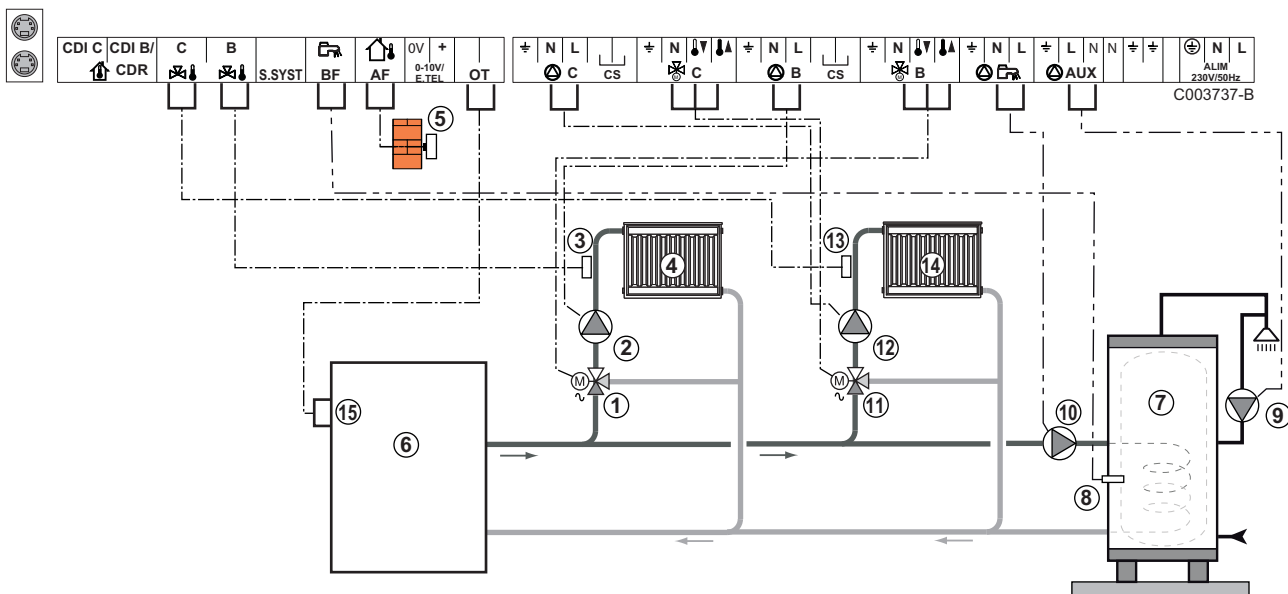 CDI C CDI B/ C B 0V +
CDR S.SYST BF AF 0-10V/ OT
E.TEL
N L N N L N N L L N N N L
C CS M C B CS M B AUX ALIM
230V/50Hz
C003737-B
5
3 13
4 14
2 12
M 1 M 11
15 6 10 7 9
8